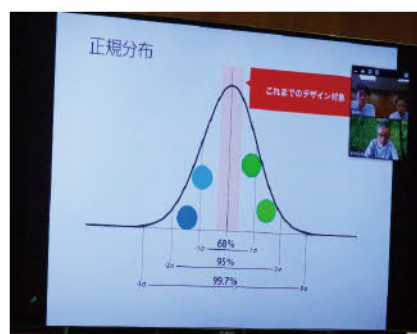 正規分布
これまでのデザイン対象
-1σ 68% 1σ
-2σ 95% 2σ
-3σ 99.7% 3σ